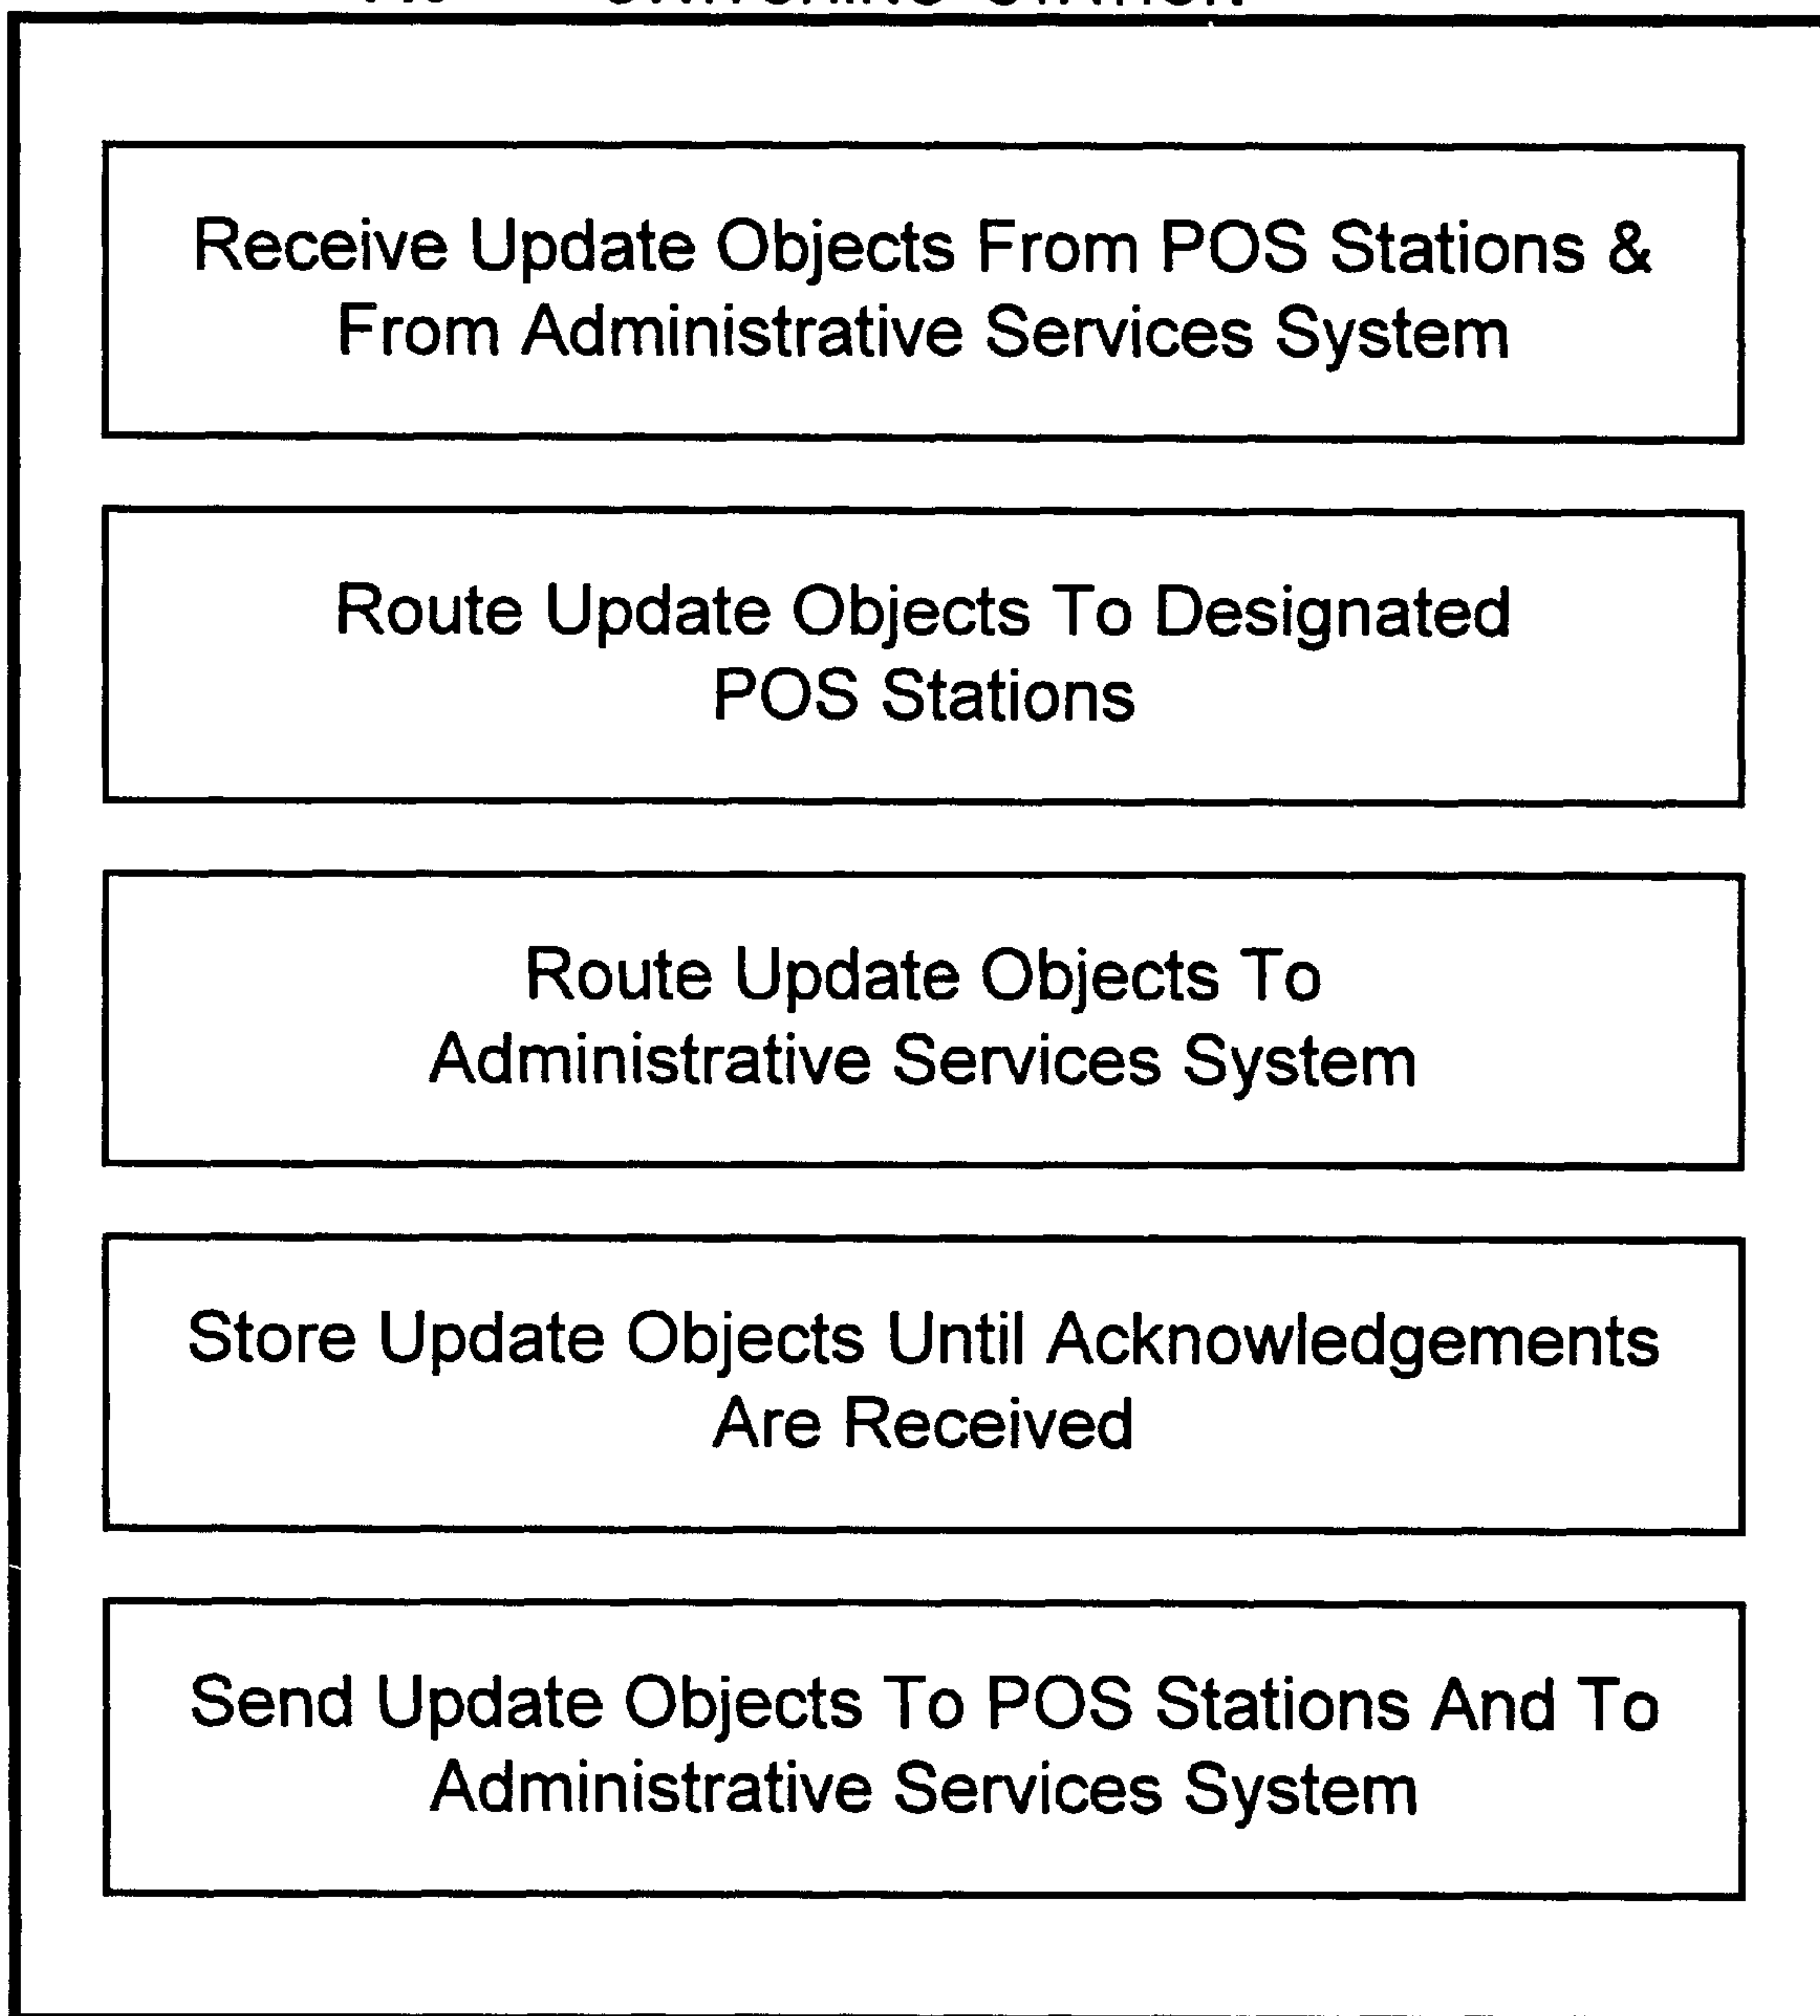 Receive Update Objects From POS Stations &
From Administrative Services System
Route Update Objects To Designated
POS Stations
Route Update Objects To
Administrative Services System
Store Update Objects Until Acknowledgements
Are Received
Send Update Objects To POS Stations And To
Administrative Services System